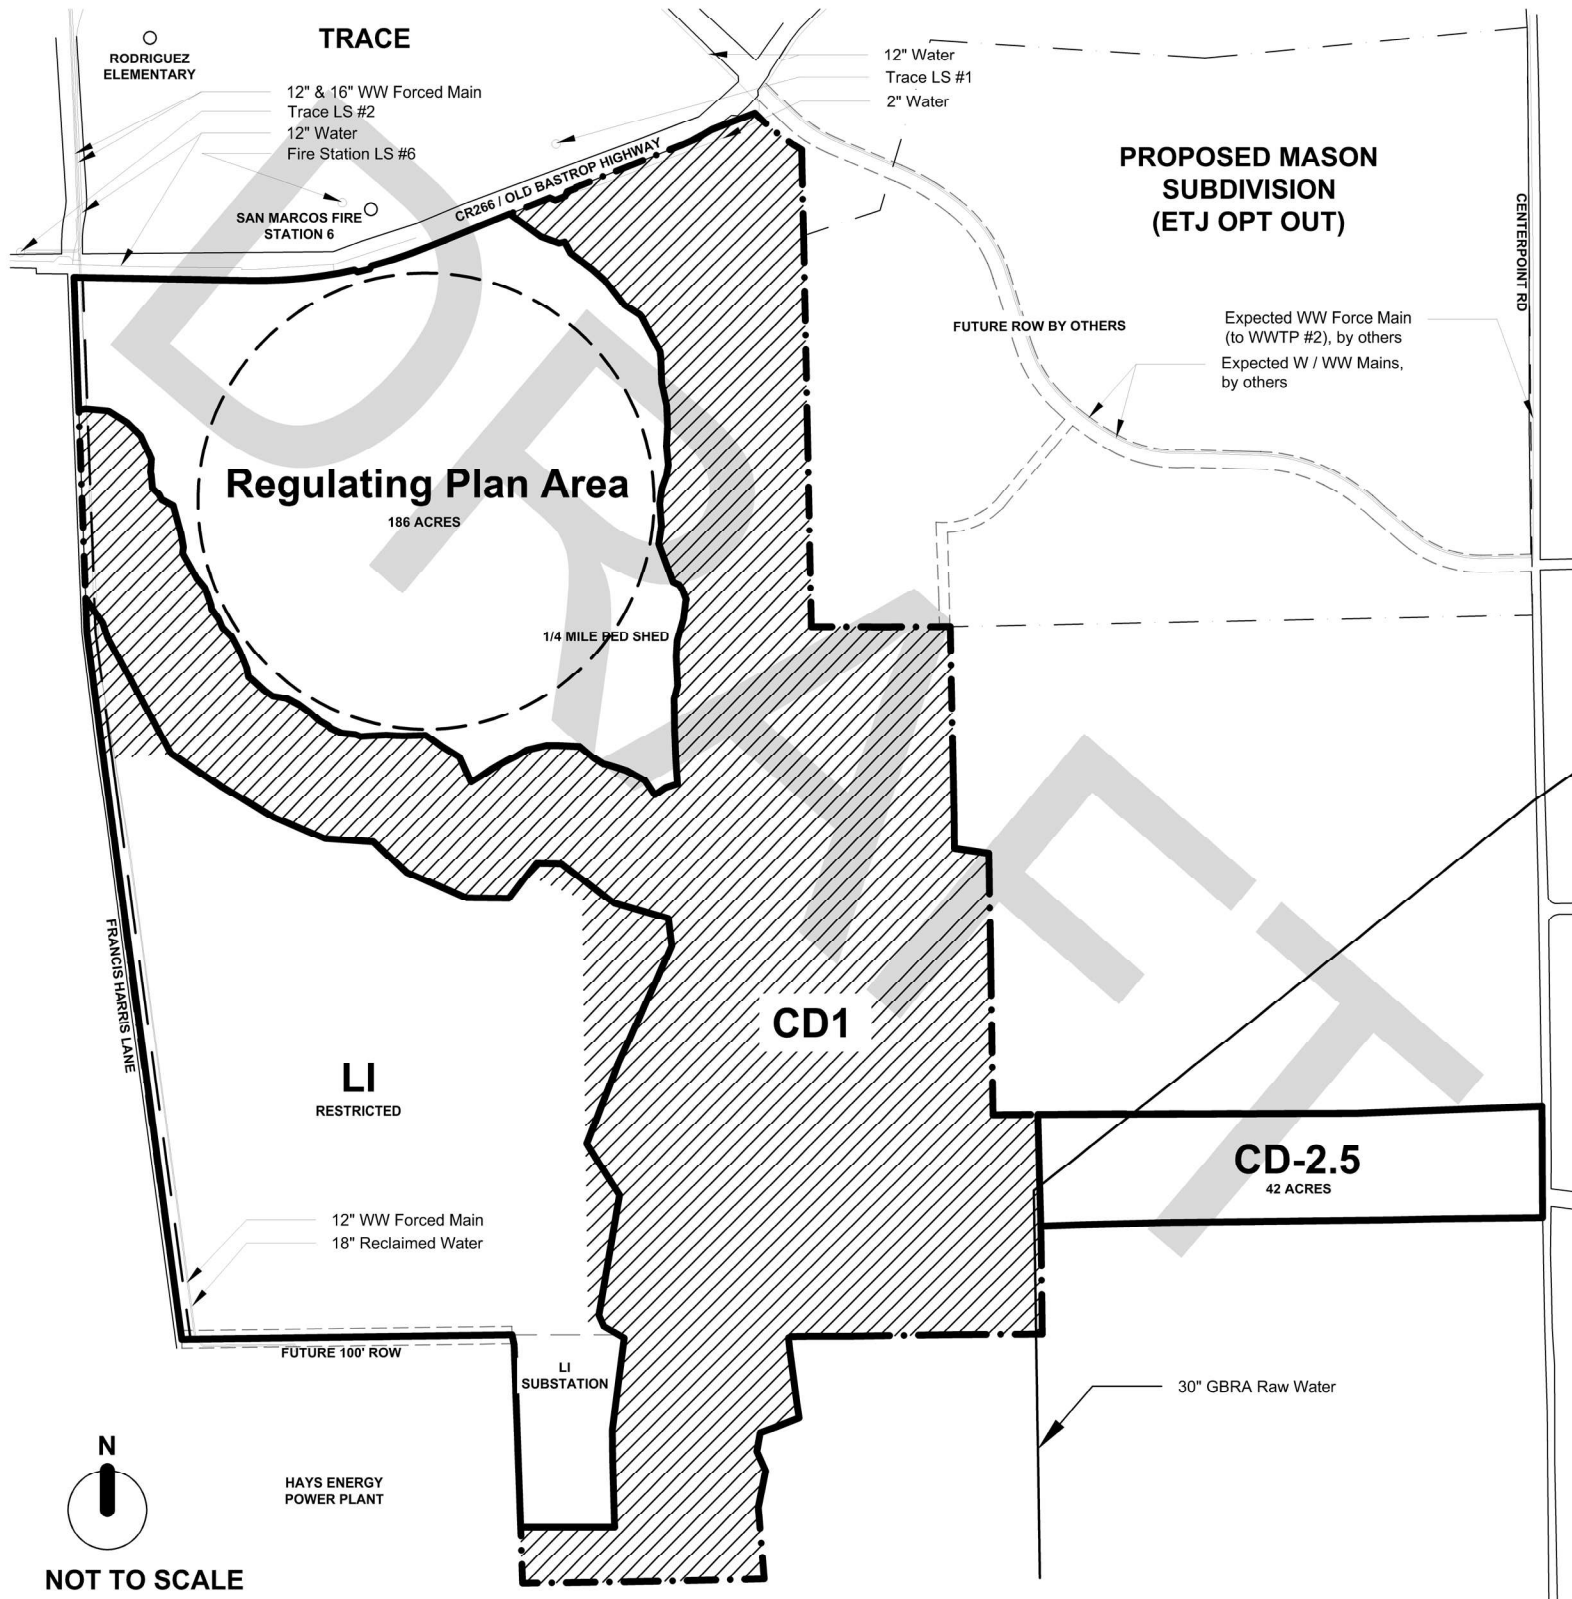 TRACE
RODRIGUEZ
ELEMENTARY
12" & 16" WW Forced Main
Trace LS #2
12" Water
Fire Station LS #6
SAN MARCOS FIRE
STATION 6
CR266 / OLD BASTROP HIGHWAY
12" Water
Trace LS #1
2" Water
PROPOSED MASON
SUBDIVISION
(ETJ OPT OUT)
CENTERPOINT RD
FUTURE ROW BY OTHERS
Expected WW Force Main
(to WWTP #2), by others
Expected W / WW Mains,
by others
Regulating Plan Area
186 ACRES
1/4 MILE PED SHED
DRAFT
FRANCIS HARRIS LANE
CD1
LI
RESTRICTED
CD-2.5
42 ACRES
12" WW Forced Main
18" Reclaimed Water
FUTURE 100' ROW
LI
SUBSTATION
30" GBRA Raw Water
HAYS ENERGY
POWER PLANT
N
NOT TO SCALE